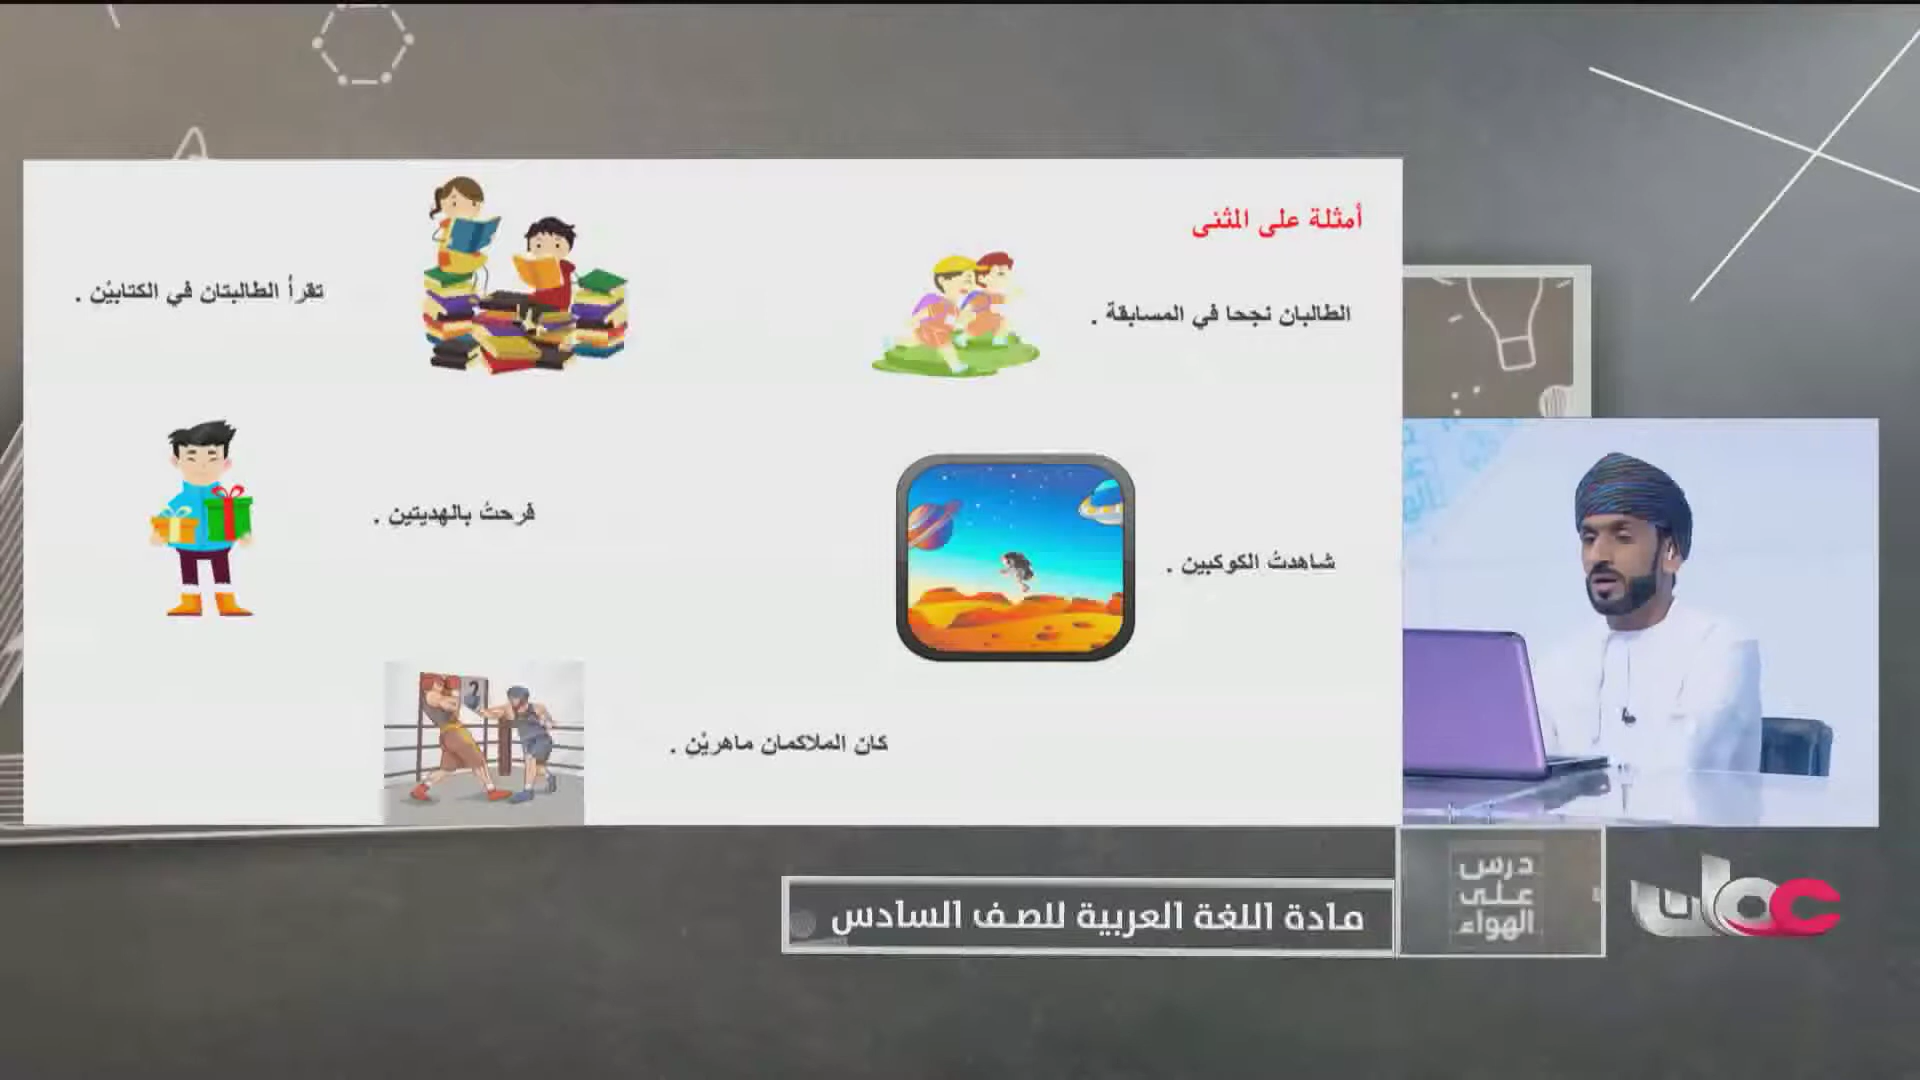 أمثلة على المثنى
الطالبان نجحا في المسابقة .
تقرأ الطالبتان في الكتابيْن .
شاهدتُ الكوكبين .
فرحتُ بالهديتين .
كان الملاكمان ماهريْن .
2
مادة اللغة العربية للصف السادس
درس
على
الهواء